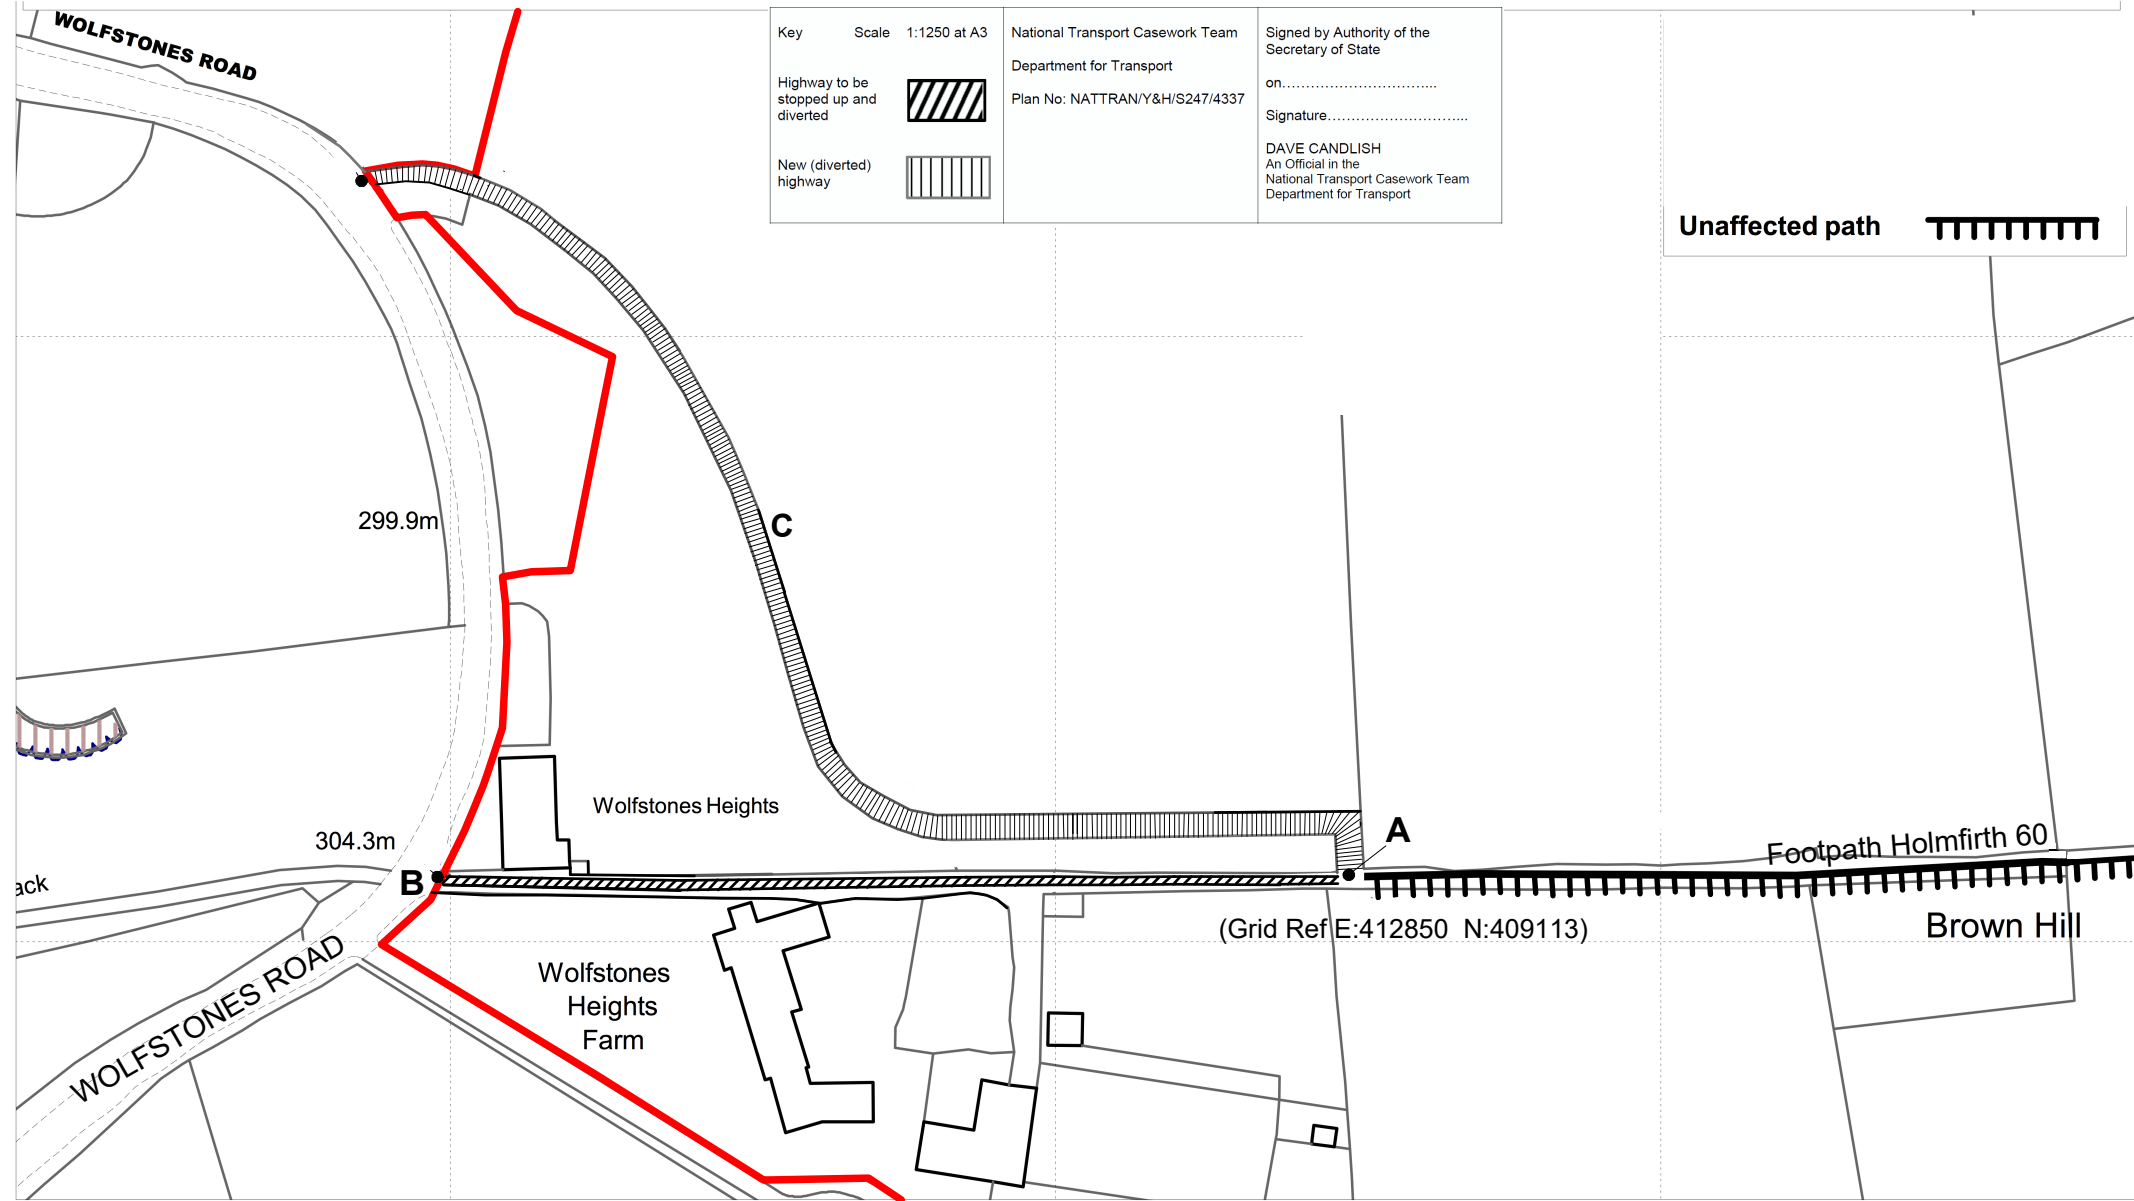 WOLFSTONES ROAD
Key Scale 1:1250 at A3
Highway to be
stopped up and
diverted
New (diverted)
highway
National Transport Casework Team
Department for Transport
Plan No: NATTRAN/Y&H/S247/4337
Signed by Authority of the
Secretary of State
on…………………………...
Signature………………………...
DAVE CANDLISH
An Official in the
National Transport Casework Team
Department for Transport
Unaffected path
299.9m
C
Wolfstones Heights
304.3m
A
Footpath Holmfirth 60
B
ack
(Grid Ref E:412850 N:409113)
Brown Hill
Wolfstones
Heights
Farm
WOLFSTONES ROAD